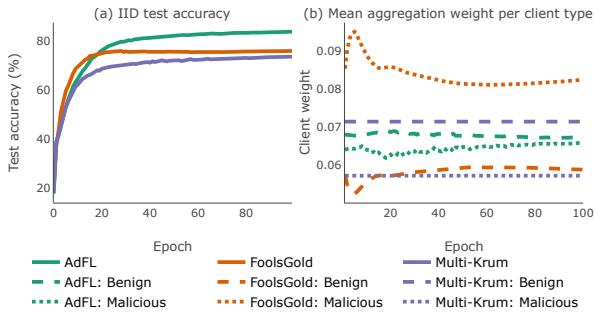 (a) IID test accuracy
(b) Mean aggregation weight per client type
Test accuracy (%)
80
60
40
20
0
20
40
60
80
Epoch
Client weight
0.09
0.08
0.07
0.06
20
40
60
80
100
Epoch
AdFL
FoolsGold
Multi-Krum
AdFL: Benign
FoolsGold: Benign
Multi-Krum: Benign
AdFL: Malicious
FoolsGold: Malicious
Multi-Krum: Malicious